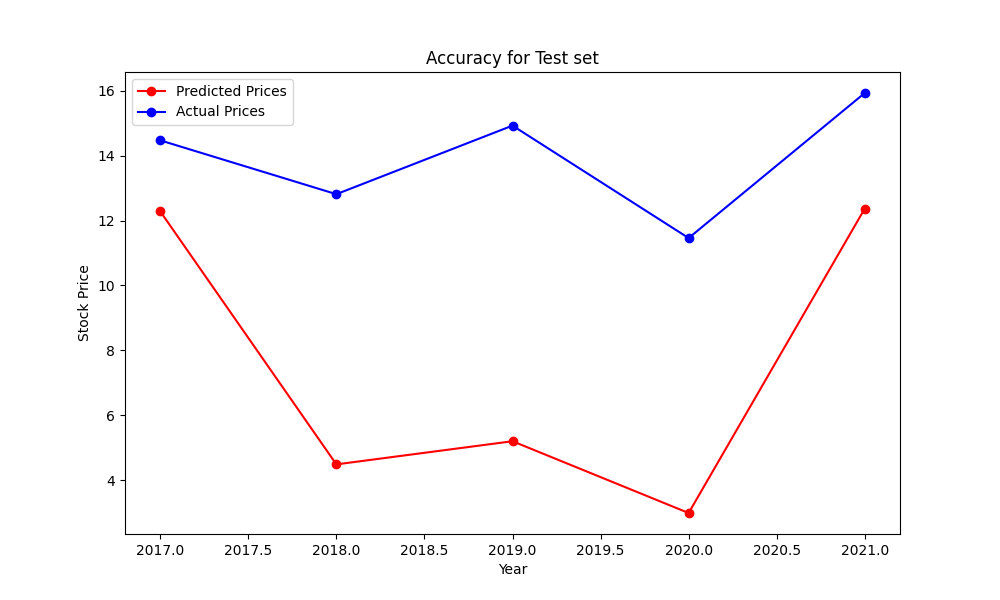 Accuracy for Test set
Predicted Prices
Actual Prices
16
14
12
10
8
6
4
Stock Price
2017.0 2017.5 2018.0 2018.5 2019.0 2019.5 2020.0 2020.5 2021.0
Year